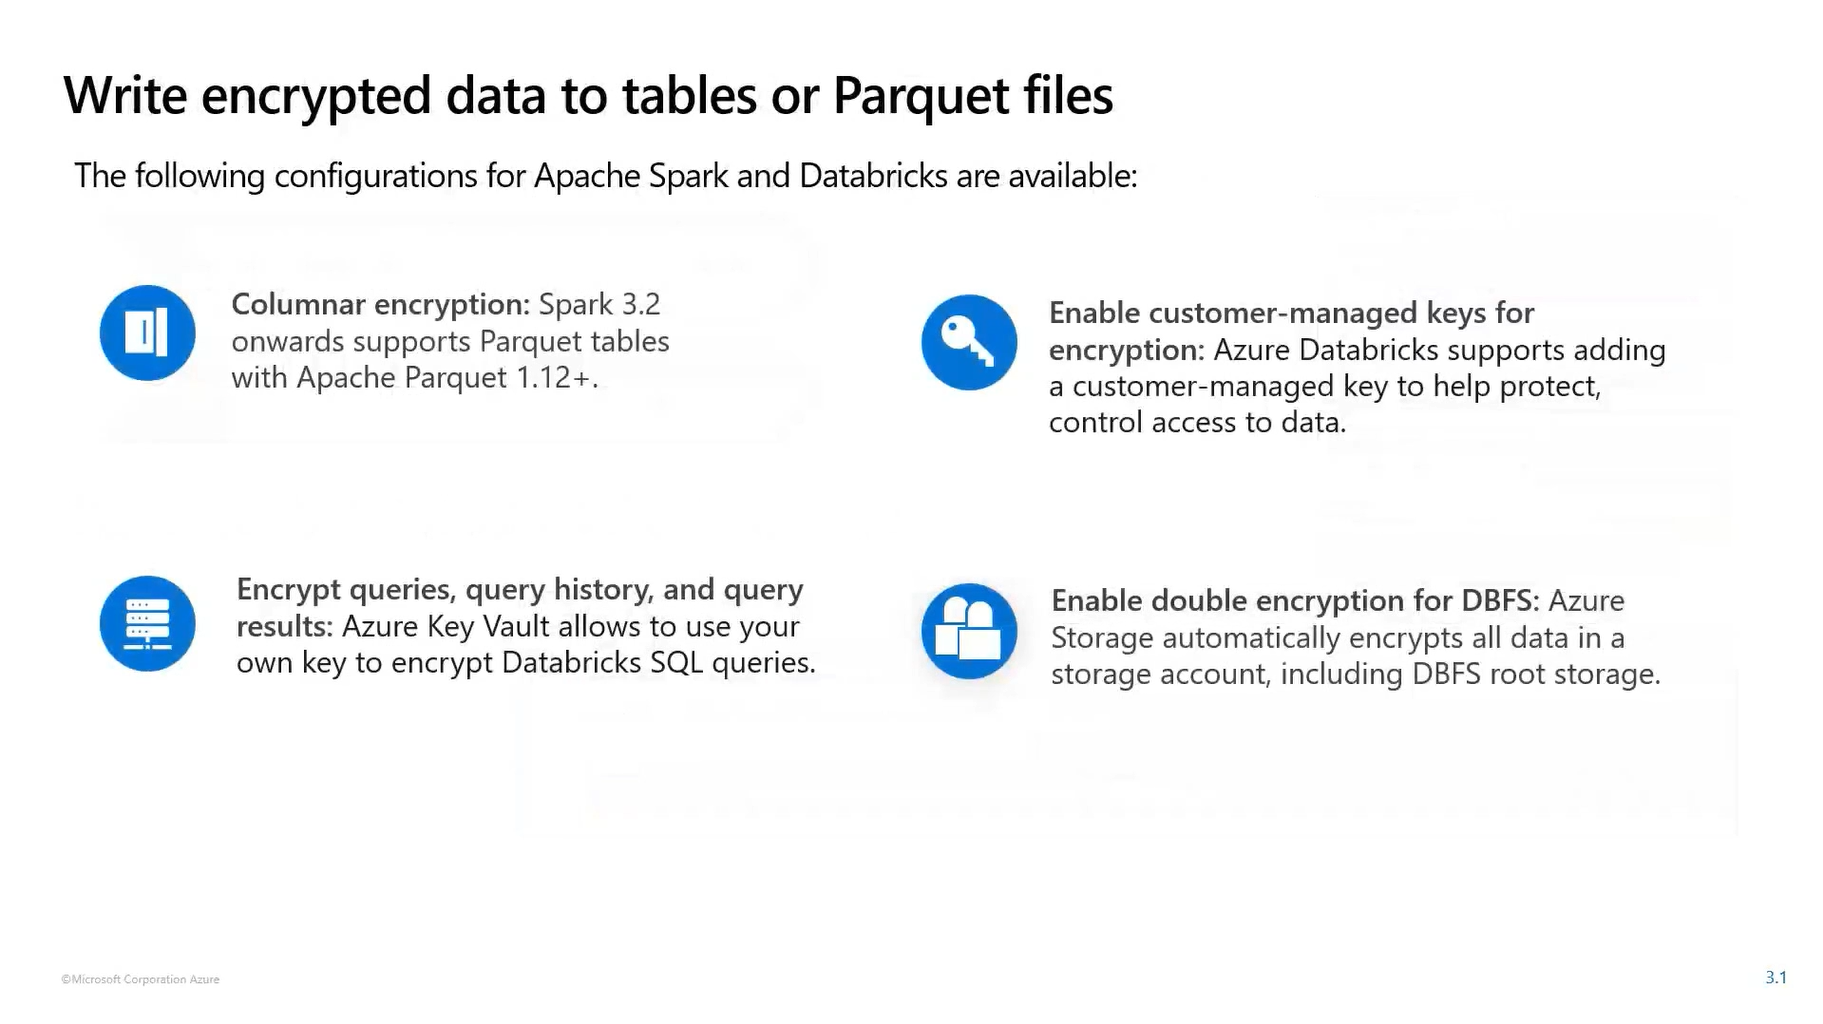 Write encrypted data to tables or Parquet files
The following configurations for Apache Spark and Databricks are available:
Columnar encryption: Spark 3.2
onwards supports Parquet tables
with Apache Parquet 1.12+.
Enable customer-managed keys for
encryption: Azure Databricks supports adding
a customer-managed key to help protect,
control access to data.
Encrypt queries, query history, and query
results: Azure Key Vault allows to use your
own key to encrypt Databricks SQL queries.
Enable double encryption for DBFS: Azure
Storage automatically encrypts all data in a
storage account, including DBFS root storage.
©Microsoft Corporation Azure
3.1